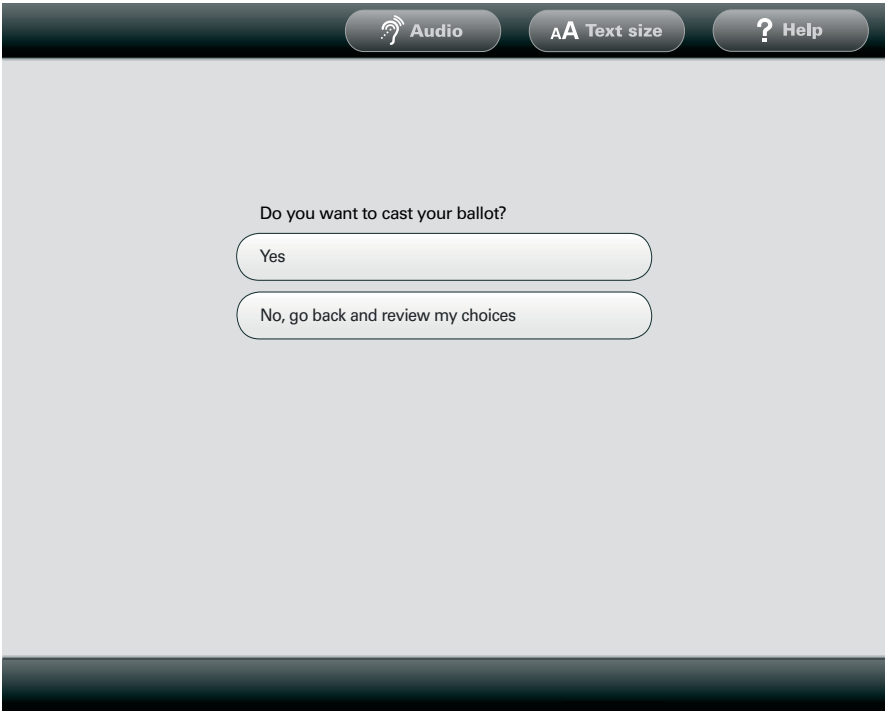 Audio
AA Text size
? Help
Do you want to cast your ballot?
Yes
No, go back and review my choices